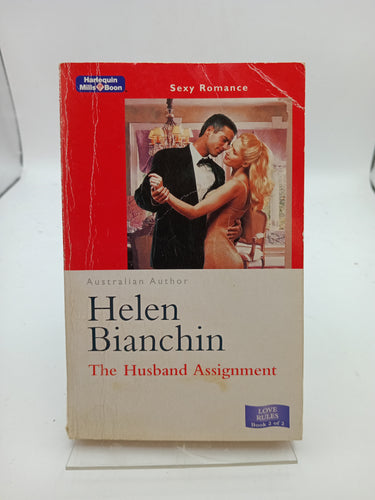 Harlequin
Mills & Boon
Sexy Romance
Australian Author
Helen
Bianchin
The Husband Assignment
LOVE
RULES
Book 2 of 2